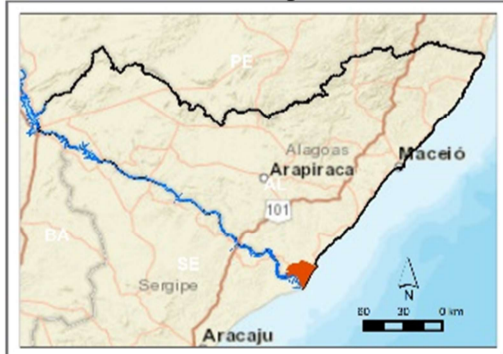 PE
Alagoas
Maceió
Arapiraca
AL
101
BA
SE
Sergipe
N
60 30 0 km
Aracaju